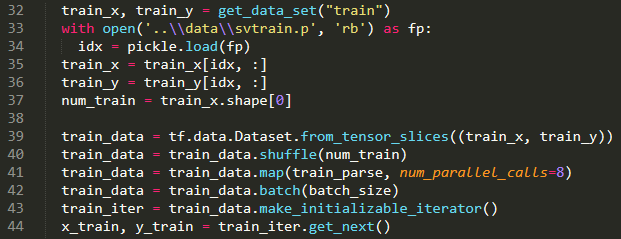 32 train_x, train_y = get_data_set("train")
33 with open('..\\data\\svtrain.p', 'rb') as fp:
34   idx = pickle.load(fp)
35 train_x = train_x[idx, :]
36 train_y = train_y[idx, :]
37 num_train = train_x.shape[0]
38
39 train_data = tf.data.Dataset.from_tensor_slices((train_x, train_y))
40 train_data = train_data.shuffle(num_train)
41 train_data = train_data.map(train_parse, num_parallel_calls=8)
42 train_data = train_data.batch(batch_size)
43 train_iter = train_data.make_initializable_iterator()
44 x_train, y_train = train_iter.get_next()